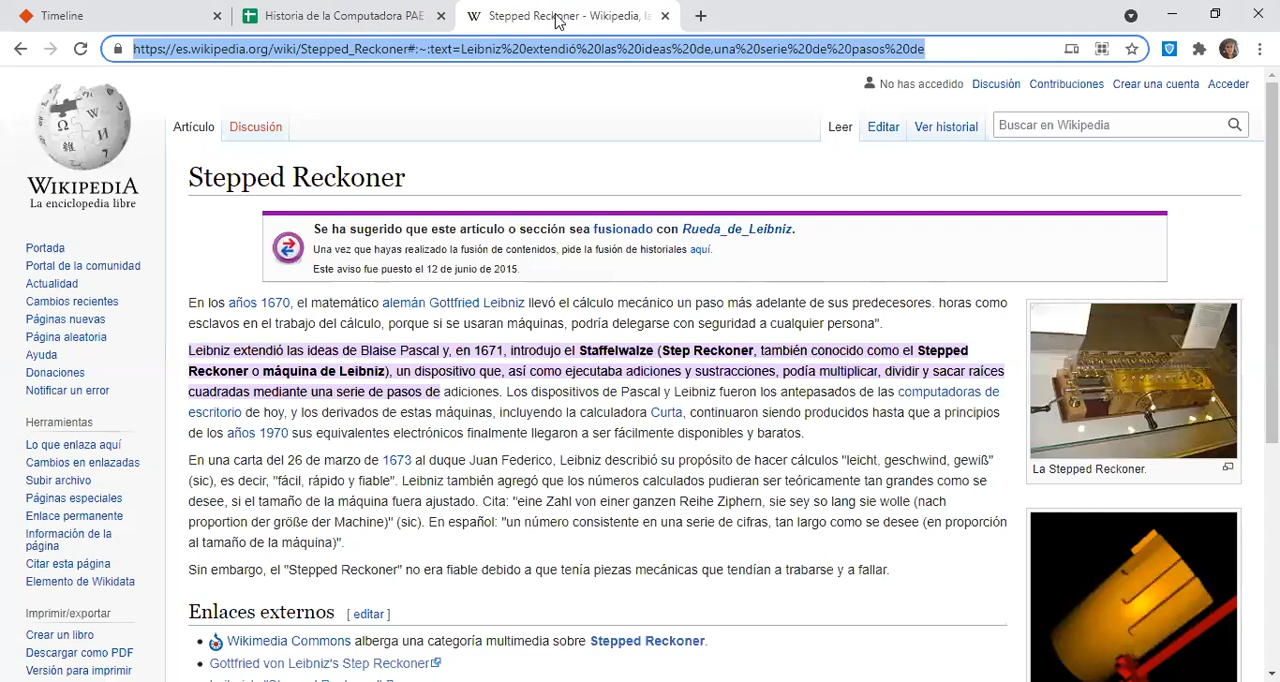 Timeline
Historia de la Computadora PAE
Stepped Reckoner - Wikipedia, la
https://es.wikipedia.org/wiki/Stepped_Reckoner#:~:text=Leibniz%20extendió%20las%20ideas%20de,una%20serie%20de%20pasos%20de
No has accedido Discusión Contribuciones Crear una cuenta Acceder
Artículo Discusión Leer Editar Ver historial Buscar en Wikipedia
WIKIPEDIA
La enciclopedia libre
Portada
Portal de la comunidad
Actualidad
Cambios recientes
Páginas nuevas
Página aleatoria
Ayuda
Donaciones
Notificar un error
Herramientas
Lo que enlaza aquí
Cambios en enlazadas
Subir archivo
Páginas especiales
Enlace permanente
Información de la
página
Citar esta página
Elemento de Wikidata
Imprimir/exportar
Crear un libro
Descargar como PDF
Versión para imprimir
Stepped Reckoner
Se ha sugerido que este artículo o sección sea fusionado con Rueda_de_Leibniz.
Una vez que hayas realizado la fusión de contenidos, pide la fusión de historiales aquí.
Este aviso fue puesto el 12 de junio de 2015.
En los años 1670, el matemático alemán Gottfried Leibniz llevó el cálculo mecánico un paso más adelante de sus predecesores. horas como
esclavos en el trabajo del cálculo, porque si se usaran máquinas, podría delegarse con seguridad a cualquier persona".
Leibniz extendió las ideas de Blaise Pascal y, en 1671, introdujo el Staffelwalze (Step Reckoner, también conocido como el Stepped
Reckoner o máquina de Leibniz), un dispositivo que, así como ejecutaba adiciones y sustracciones, podía multiplicar, dividir y sacar raíces
cuadradas mediante una serie de pasos de adiciones. Los dispositivos de Pascal y Leibniz fueron los antepasados de las computadoras de
escritorio de hoy, y los derivados de estas máquinas, incluyendo la calculadora Curta, continuaron siendo producidos hasta que a principios
de los años 1970 sus equivalentes electrónicos finalmente llegaron a ser fácilmente disponibles y baratos.
En una carta del 26 de marzo de 1673 al duque Juan Federico, Leibniz describió su propósito de hacer cálculos "leicht, geschwind, gewiß"
(sic), es decir, "fácil, rápido y fiable". Leibniz también agregó que los números calculados pudieran ser teóricamente tan grandes como se
desee, si el tamaño de la máquina fuera ajustado. Cita: "eine Zahl von einer ganzen Reihe Ziphern, sie sey so lang sie wolle (nach
proportion der größe der Machine)" (sic). En español: "un número consistente en una serie de cifras, tan largo como se desee (en proporción
al tamaño de la máquina)".
Sin embargo, el "Stepped Reckoner" no era fiable debido a que tenía piezas mecánicas que tendían a trabarse y a fallar.
Enlaces externos [ editar ]
Wikimedia Commons alberga una categoría multimedia sobre Stepped Reckoner.
Gottfried von Leibniz's Step Reckoner
La Stepped Reckoner.